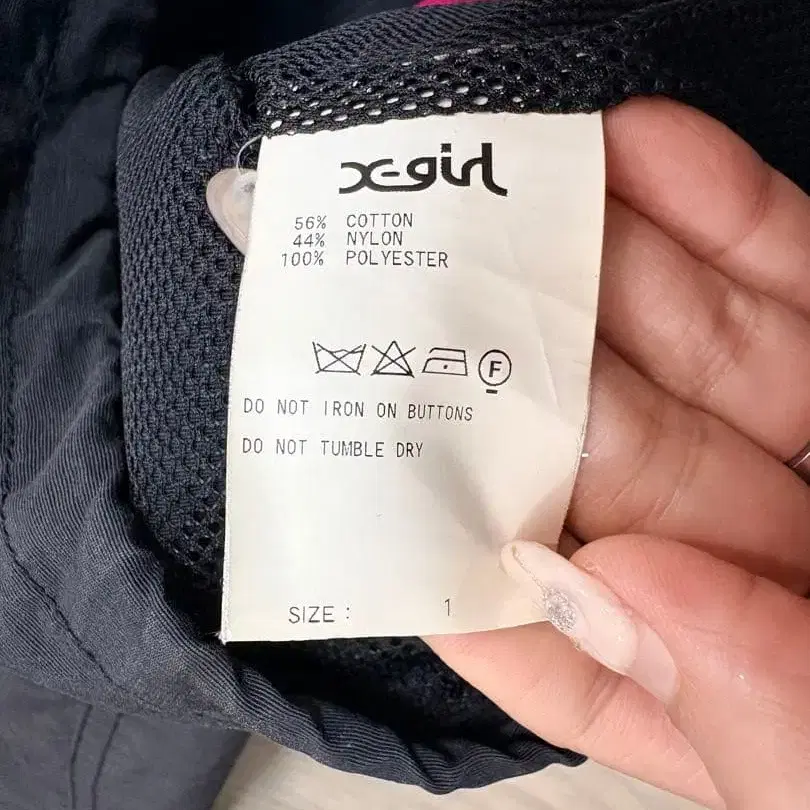 X-girl
56% COTTON
44% NYLON
100% POLYESTER
F
DO NOT IRON ON BUTTONS
DO NOT TUMBLE DRY
SIZE : 1